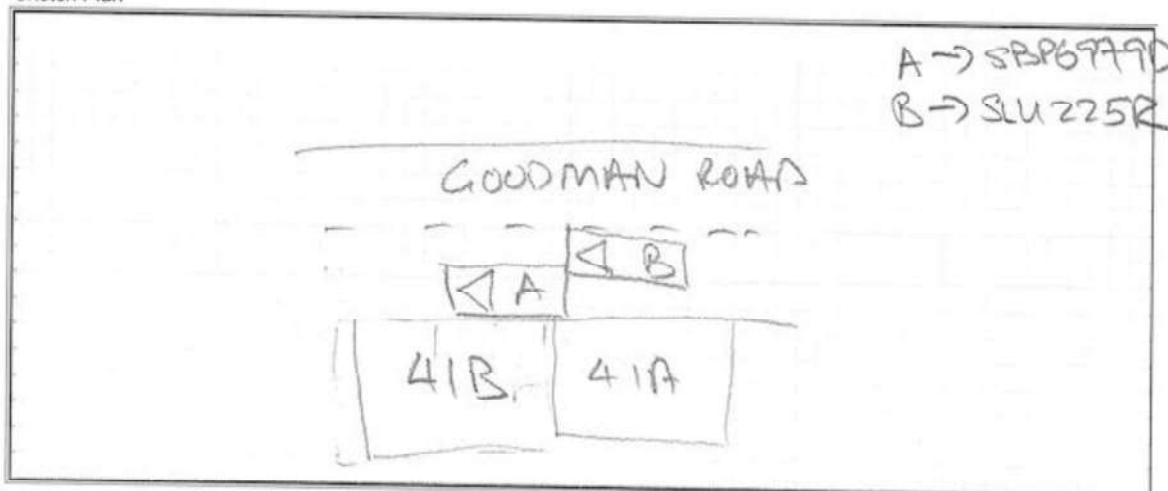 A → SBP6979D
B → SLU225R
GOODMAN ROAD
B
A
41B
41A